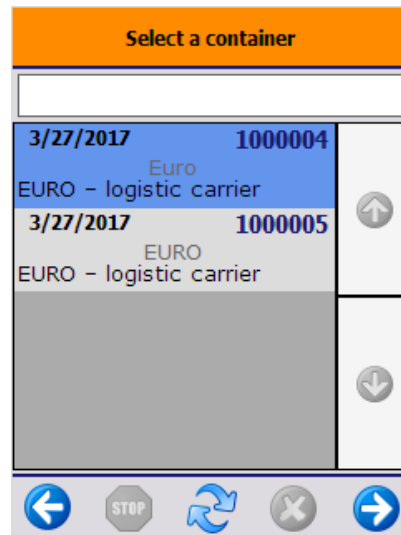 Select a container
3/27/2017 1000004
Euro
EURO - logistic carrier
3/27/2017 1000005
EURO
EURO - logistic carrier
STOP